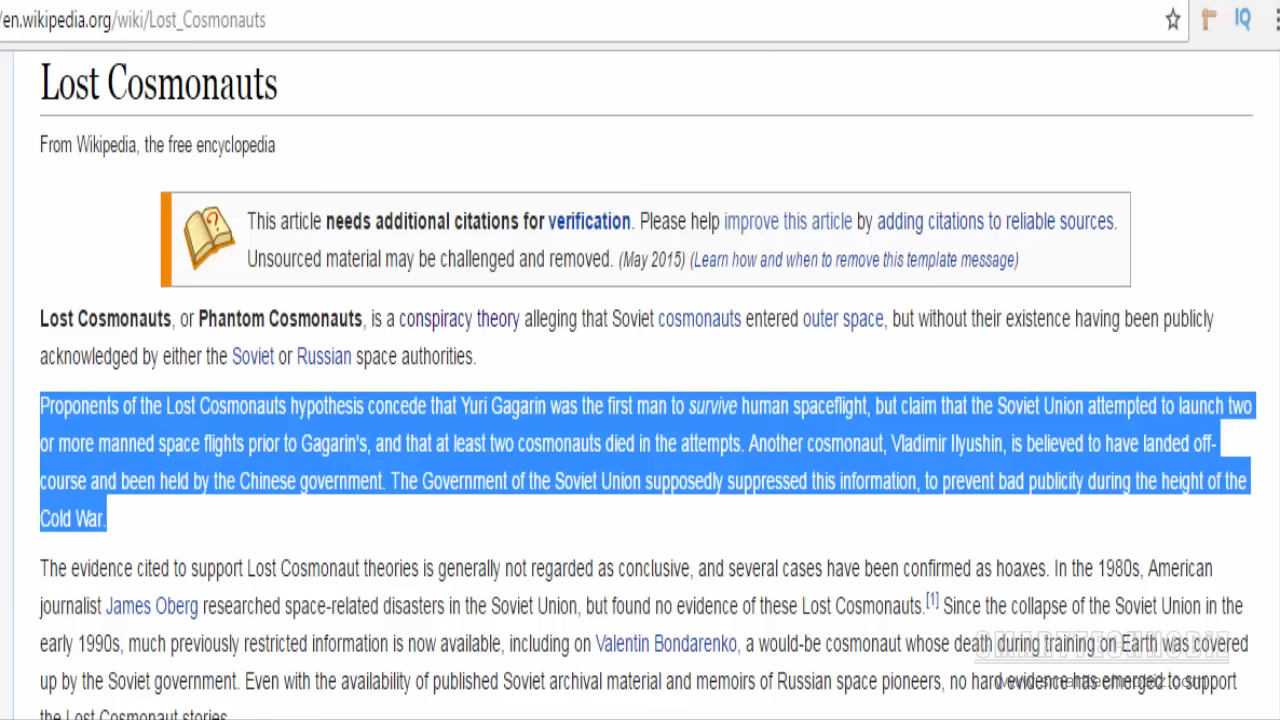 /en.wikipedia.org/wiki/Lost_Cosmonauts
IQ
Lost Cosmonauts
From Wikipedia, the free encyclopedia
This article needs additional citations for verification. Please help improve this article by adding citations to reliable sources.
Unsourced material may be challenged and removed. (May 2015) (Learn how and when to remove this template message)
Lost Cosmonauts, or Phantom Cosmonauts, is a conspiracy theory alleging that Soviet cosmonauts entered outer space, but without their existence having been publicly
acknowledged by either the Soviet or Russian space authorities.
Proponents of the Lost Cosmonauts hypothesis concede that Yuri Gagarin was the first man to survive human spaceflight, but claim that the Soviet Union attempted to launch two
or more manned space flights prior to Gagarin's, and that at least two cosmonauts died in the attempts. Another cosmonaut, Vladimir Ilyushin, is believed to have landed off-
course and been held by the Chinese government. The Government of the Soviet Union supposedly suppressed this information, to prevent bad publicity during the height of the
Cold War.
The evidence cited to support Lost Cosmonaut theories is generally not regarded as conclusive, and several cases have been confirmed as hoaxes. In the 1980s, American
journalist James Oberg researched space-related disasters in the Soviet Union, but found no evidence of these Lost Cosmonauts.[1] Since the collapse of the Soviet Union in the
early 1990s, much previously restricted information is now available, including on Valentin Bondarenko, a would-be cosmonaut whose death during training on Earth was covered
SMARTTECHNOBIZ
up by the Soviet government. Even with the availability of published Soviet archival material and memoirs of Russian space pioneers, no hard evidence has emerged to support
the Lost Cosmonaut stories.